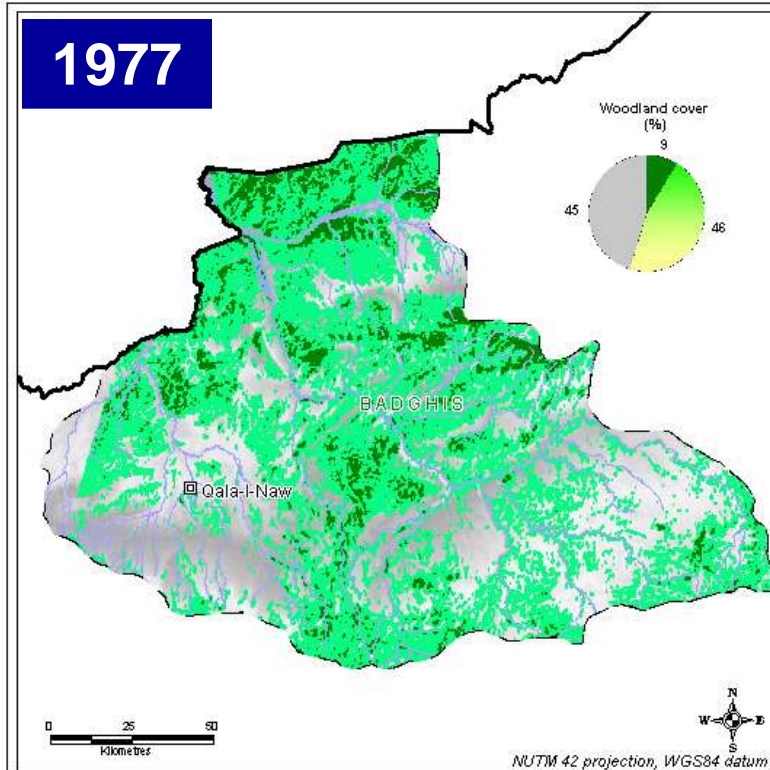 1977
Woodland cover
(%)
9
45
46
BADGHIS
Qala-I-Naw
0 25 50
Kilometres
N
W E
S
NUTM 42 projection, WGS84 datum